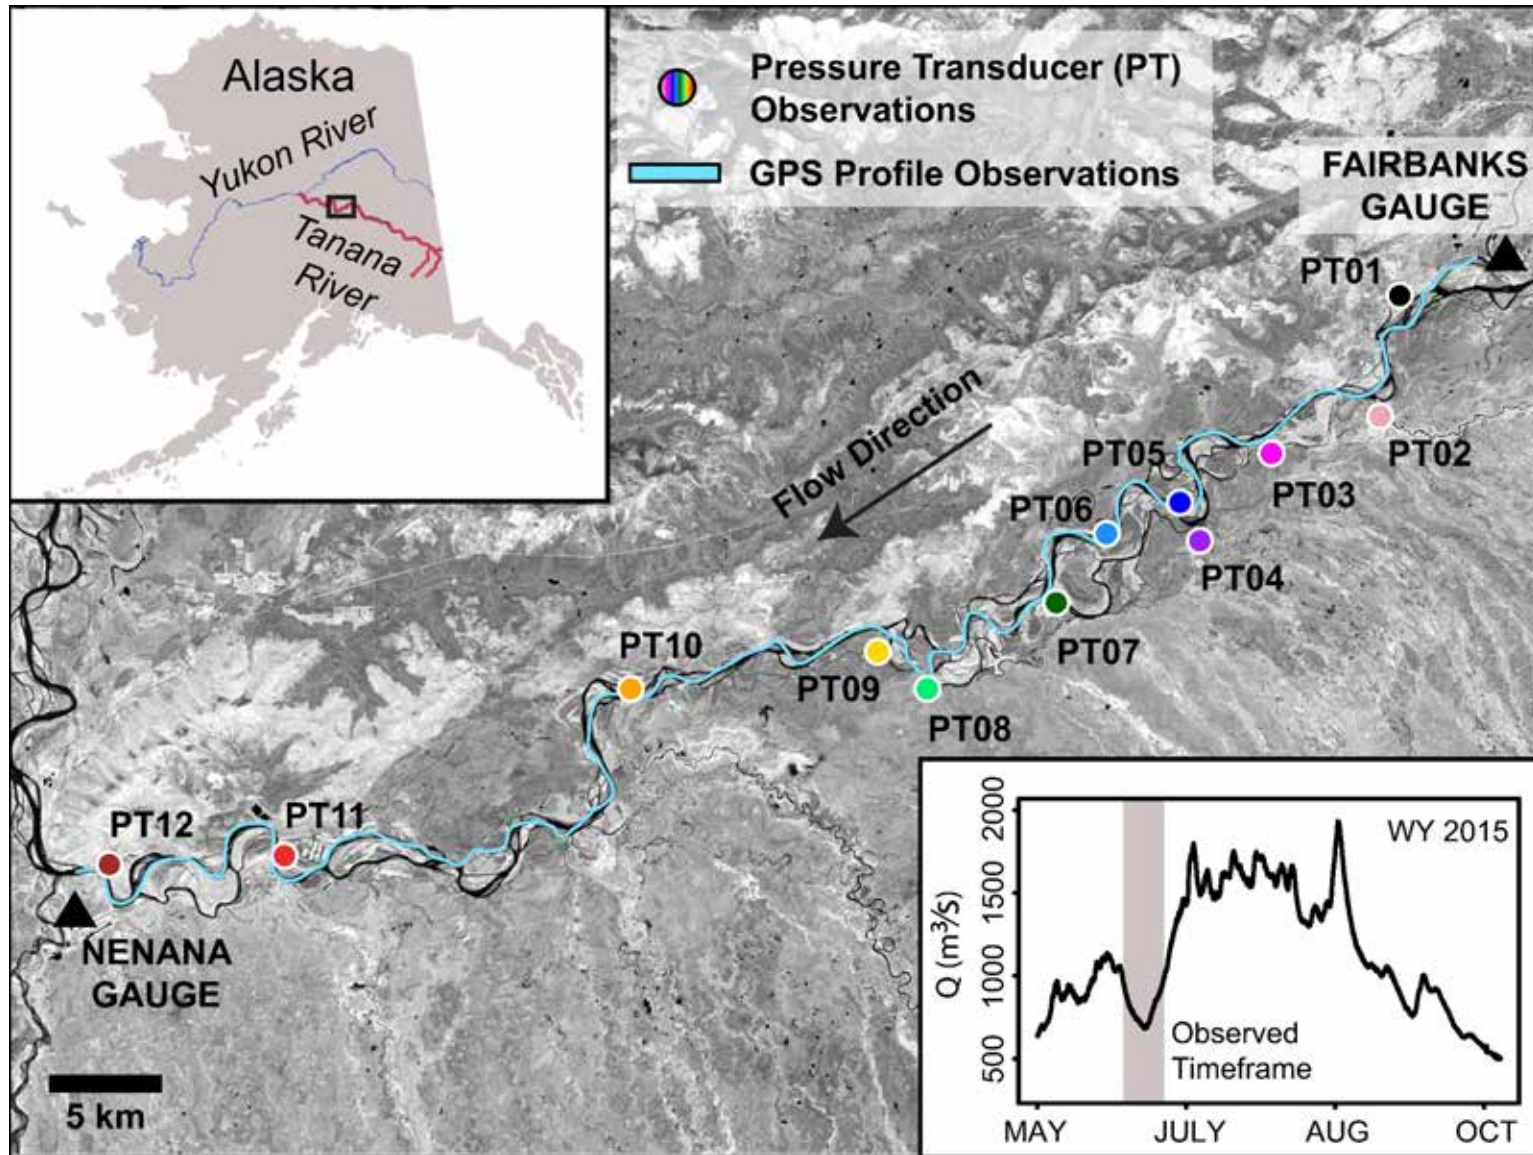 Alaska
Yukon River
Tanana
River
Pressure Transducer (PT)
Observations
GPS Profile Observations
FAIRBANKS
GAUGE
PT01
PT02
PT03
PT05
PT04
PT06
PT07
Flow Direction
PT08
PT09
PT10
PT11
PT12
NENANA
GAUGE
5 km
WY 2015
Q (m³/s)
2000
1500
1000
500
Observed
Timeframe
MAY
JULY
AUG
OCT